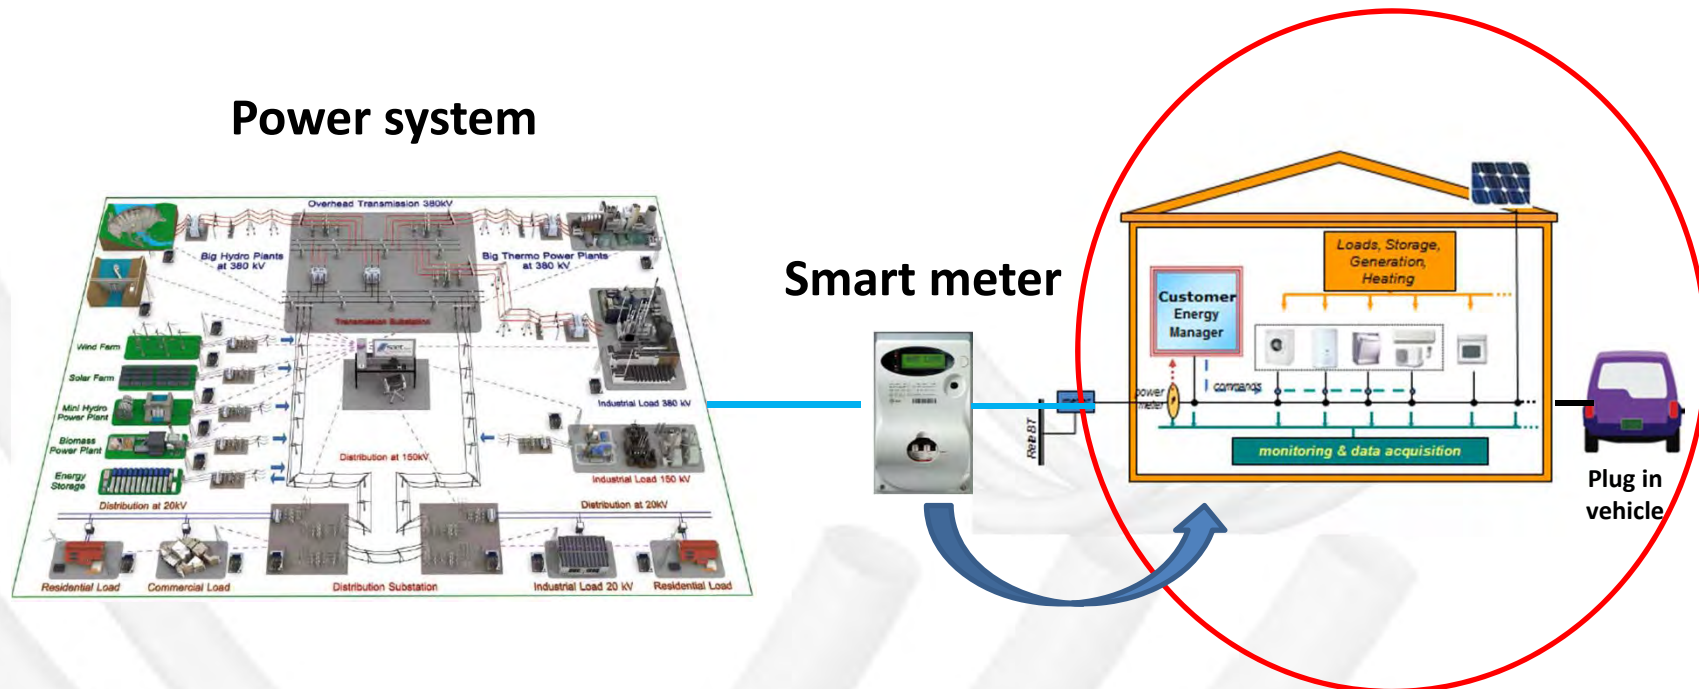 Power system
Overhead Transmission 380kV
Big Hydro Plants
at 380 kV
Big Thermo Power Plants
at 380 kV
Transmission Substation
Wind Farm
Solar Farm
Mini Hydro
Power Plant
Biomass
Power Plant
Energy
Storage
Industrial Load 380 kV
Distribution at 150kV
Industrial Load 150 kV
Distribution at 20kV
Distribution at 20kV
Residential Load
Commercial Load
Distribution Substation
Industrial Load 20 kV
Residential Load
Smart meter
Rete BT
Loads, Storage,
Generation,
Heating
Customer
Energy
Manager
power
meter
commands
monitoring & data acquisition
Plug in
vehicle